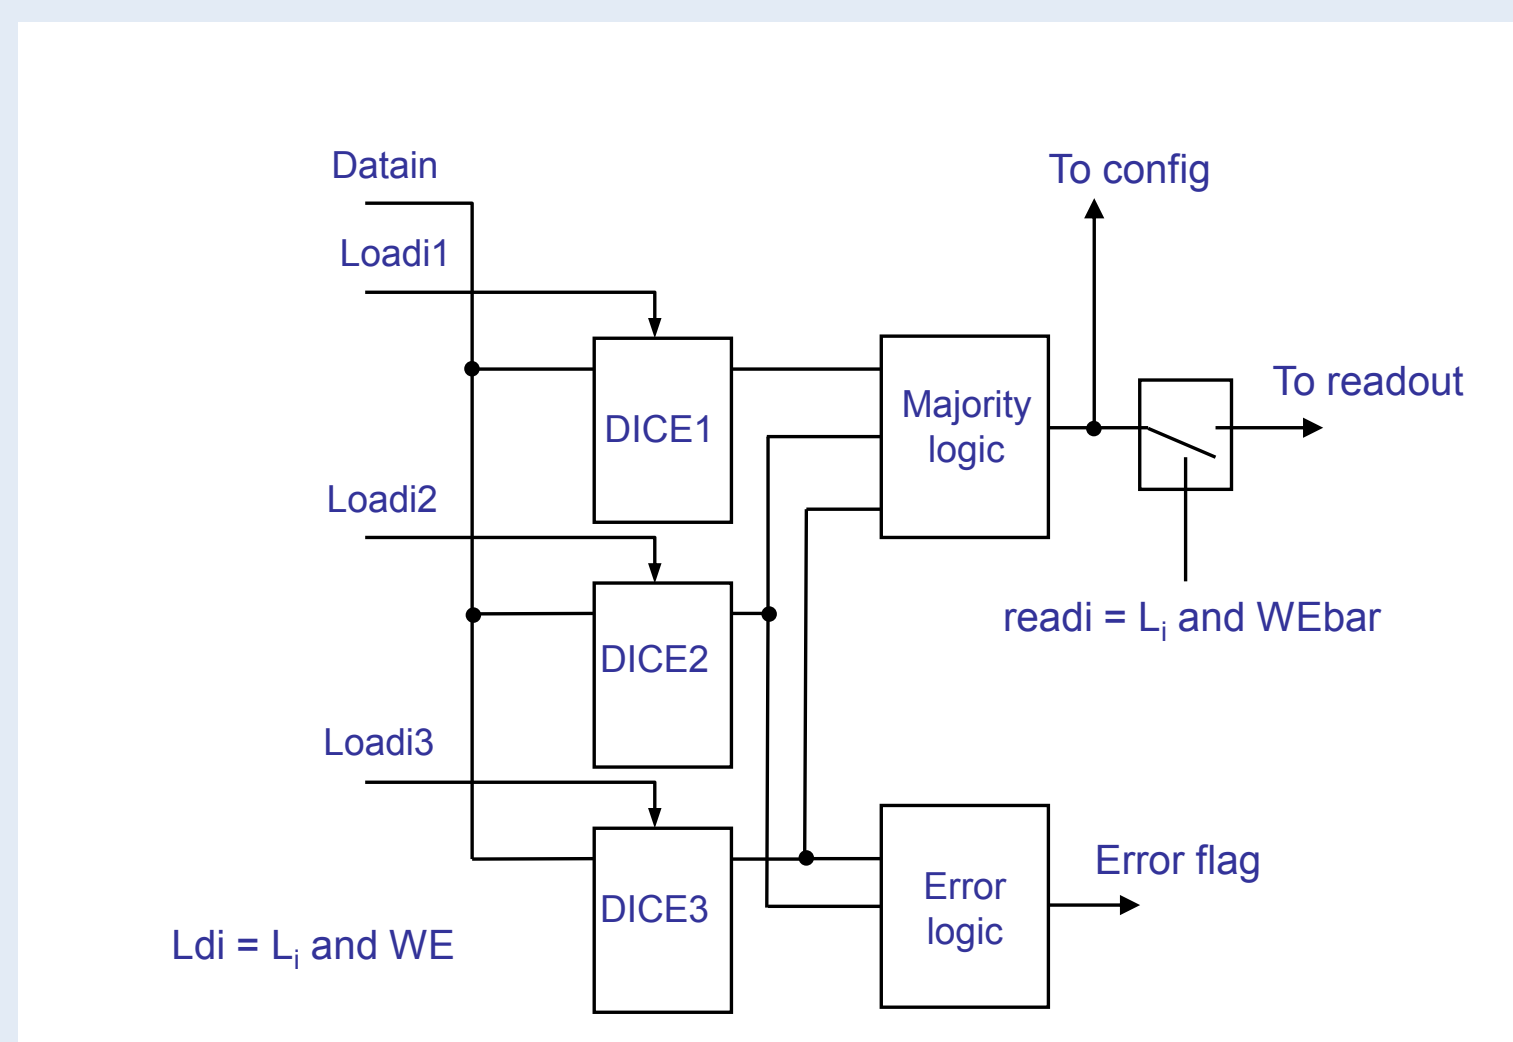 Datain
To config
Loadi1
To readout
Majority
logic
DICE1
Loadi2
readi = Li and WEbar
DICE2
Loadi3
Error flag
Error
logic
DICE3
Ldi = Li and WE